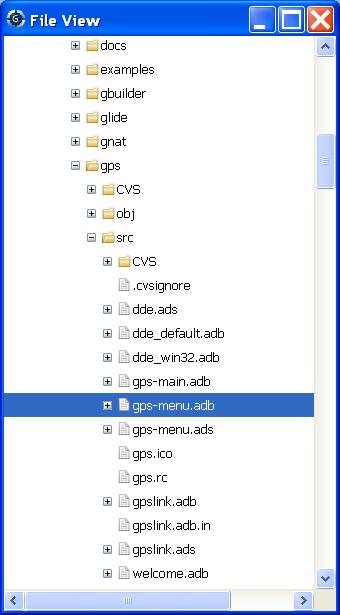 File View
docs
examples
gbuilder
glide
gnat
gps
CVS
obj
src
CVS
.cvsignore
dde.ads
dde_default.adb
dde_win32.adb
gps-main.adb
gps-menu.adb
gps-menu.ads
gps.ico
gps.rc
gpslink.adb
gpslink.adb.in
gpslink.ads
welcome.adb